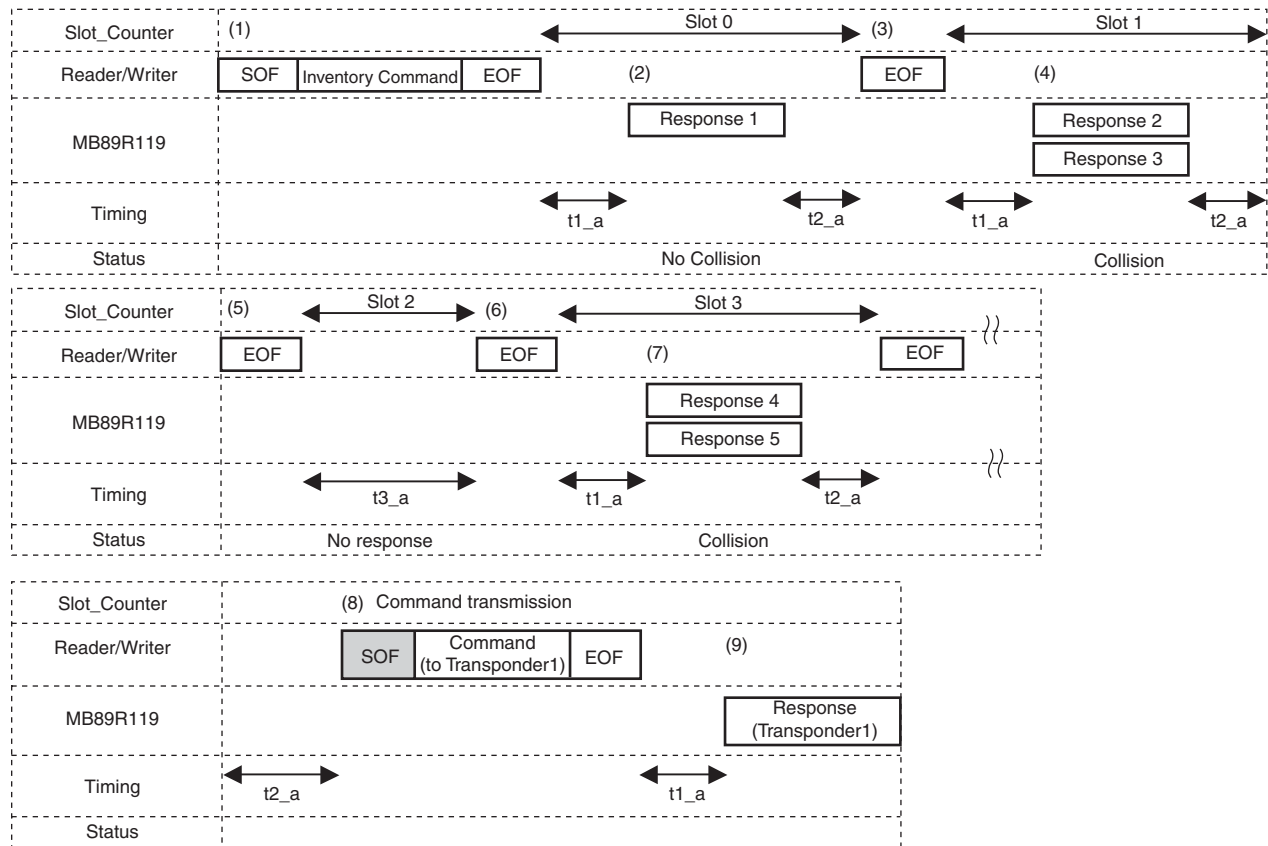 Slot_Counter (1) Slot 0 (3) Slot 1
Reader/Writer SOF Inventory Command EOF (2) EOF (4)
MB89R119 Response 1 Response 2
Response 3
Timing t1_a t2_a t1_a t2_a
Status No Collision Collision
Slot_Counter (5) Slot 2 (6) Slot 3
Reader/Writer EOF EOF (7) EOF
MB89R119 Response 4
Response 5
Timing t3_a t1_a t2_a
Status No response Collision
Slot_Counter (8) Command transmission
Reader/Writer SOF Command (to Transponder1) EOF (9)
MB89R119 Response (Transponder1)
Timing t2_a t1_a
Status